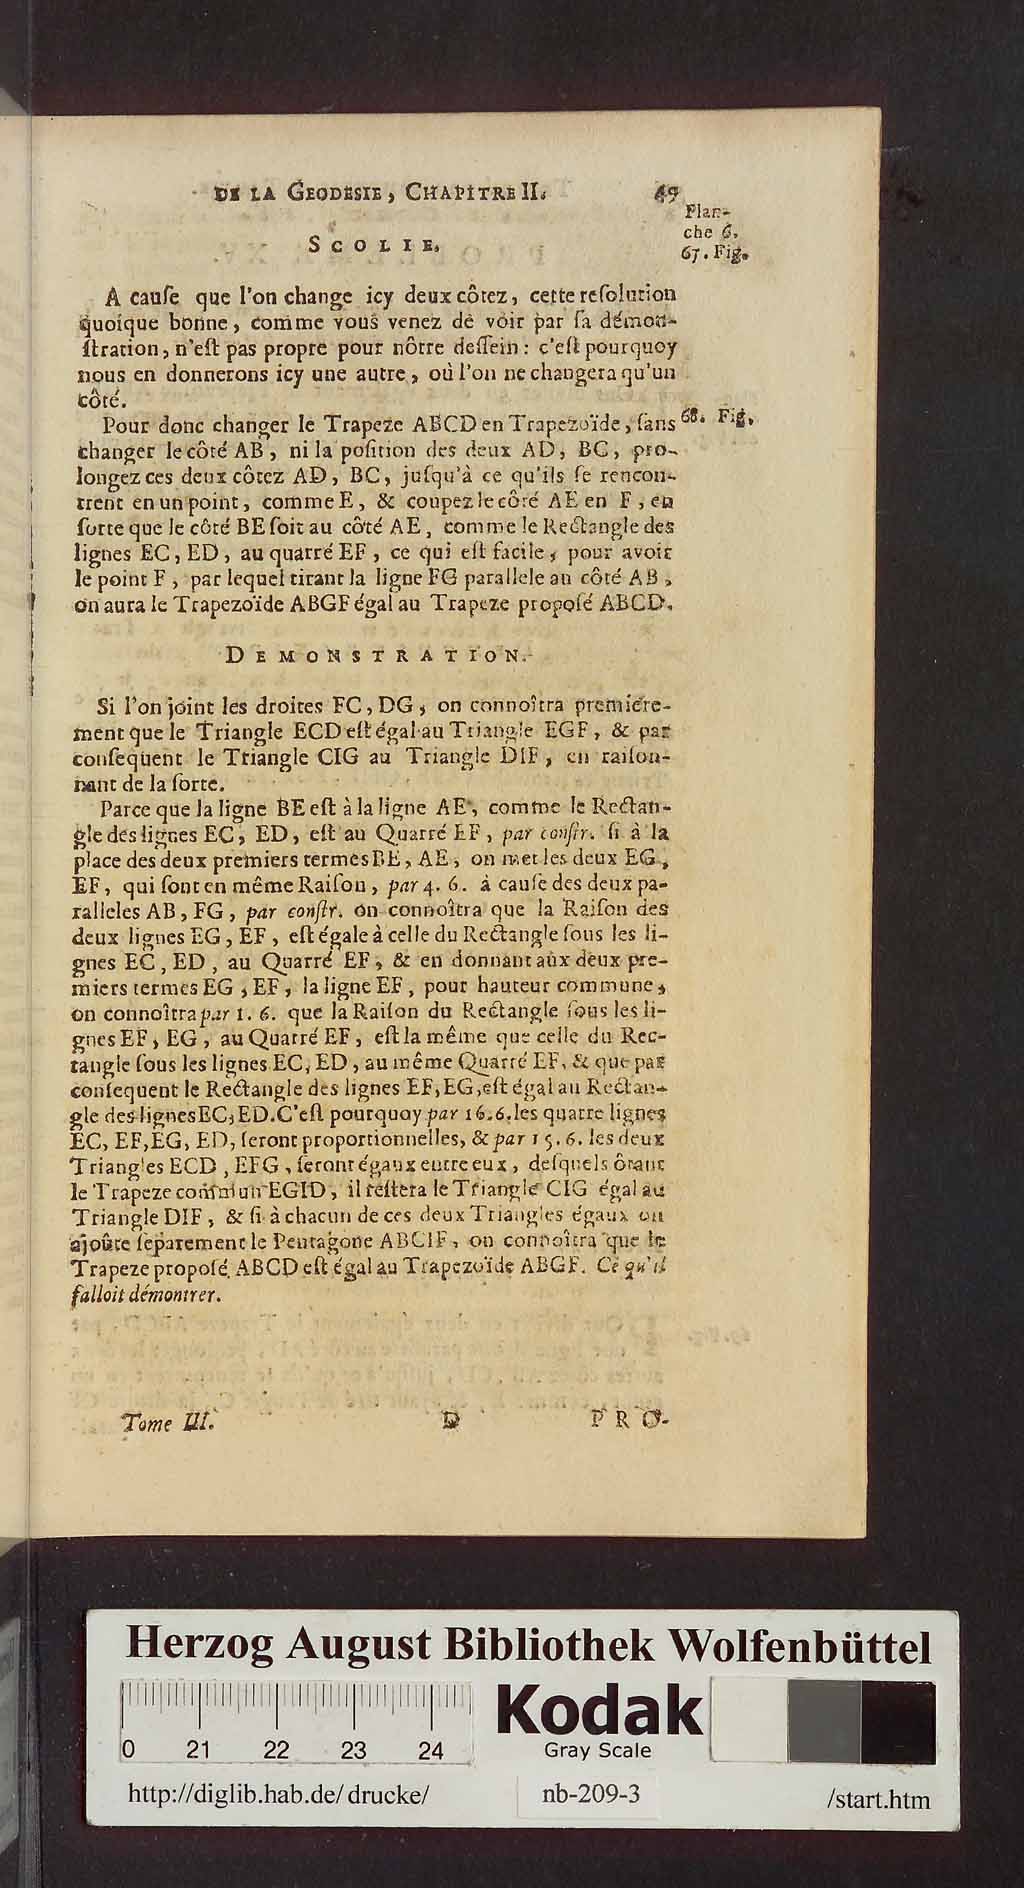 DE LA GEODESIE, CHAPITRE II. 49
Plan-
che 6.
67. Fig.
SCOLIE.
A cauſe que l'on change icy deux côtez, cette reſolution
quoique bonne, comme vous venez de voir par ſa démon-
ſtration, n'eſt pas propre pour nôtre deſſein: c'eſt pourquoy
nous en donnerons icy une autre, où l'on ne changera qu'un
côté.
Pour donc changer le Trapeze ABCD en Trapezoïde, ſans
68. Fig.
changer le côté AB, ni la poſition des deux AD, BC, pro-
longez ces deux côtez AD, BC, juſqu'à ce qu'ils ſe rencon-
trent en un point, comme E, & coupez le côté AE en F, en
ſorte que le côté BE ſoit au côté AE, comme le Rectangle des
lignes EC, ED, au quarré EF, ce qui eſt facile, pour avoir
le point F, par lequel tirant la ligne FG parallele au côté AB,
on aura le Trapezoïde ABGF égal au Trapeze propoſé ABCD.
DEMONSTRATION.
Si l'on joint les droites FC, DG, on connoîtra premiére-
ment que le Triangle ECD eſt égal au Triangle EGF, & par
conſequent le Triangle CIG au Triangle DIF, en raiſon-
nant de la ſorte.
Parce que la ligne BE eſt à la ligne AE, comme le Rectan-
gle des lignes EC, ED, eſt au Quarré EF, par conſtr. ſi à la
place des deux premiers termes BE, AE, on met les deux EG,
EF, qui ſont en même Raiſon, par 4. 6. à cauſe des deux pa-
ralleles AB, FG, par conſtr. on connoîtra que la Raiſon des
deux lignes EG, EF, eſt égale à celle du Rectangle ſous les li-
gnes EC, ED, au Quarré EF, & en donnant aux deux pre-
miers termes EG, EF, la ligne EF, pour hauteur commune,
on connoîtra par 1. 6. que la Raiſon du Rectangle ſous les li-
gnes EF, EG, au Quarré EF, eſt la même que celle du Rec-
tangle ſous les lignes EC, ED, au même Quarré EF, & que par
conſequent le Rectangle des lignes EF, EG, eſt égal au Rectan-
gle des lignes EC, ED. C'eſt pourquoy par 16. 6. les quatre lignes
EC, EF, EG, ED, ſeront proportionnelles, & par 15. 6. les deux
Triangles ECD, EFG, ſeront égaux entre eux, deſquels ôtant
le Trapeze commun EGID, il reſtera le Triangle CIG égal au
Triangle DIF, & ſi à chacun de ces deux Triangles égaux on
ajoûte ſéparement le Pentagone ABCIF, on connoîtra que le
Trapeze propoſé ABCD eſt égal au Trapezoïde ABGF. Ce qu'il
falloit démontrer.
Tome III. D PRO-
Herzog August Bibliothek Wolfenbüttel
0 21 22 23 24
Kodak
Gray Scale
http://diglib.hab.de/drucke/ nb-209-3 /start.htm